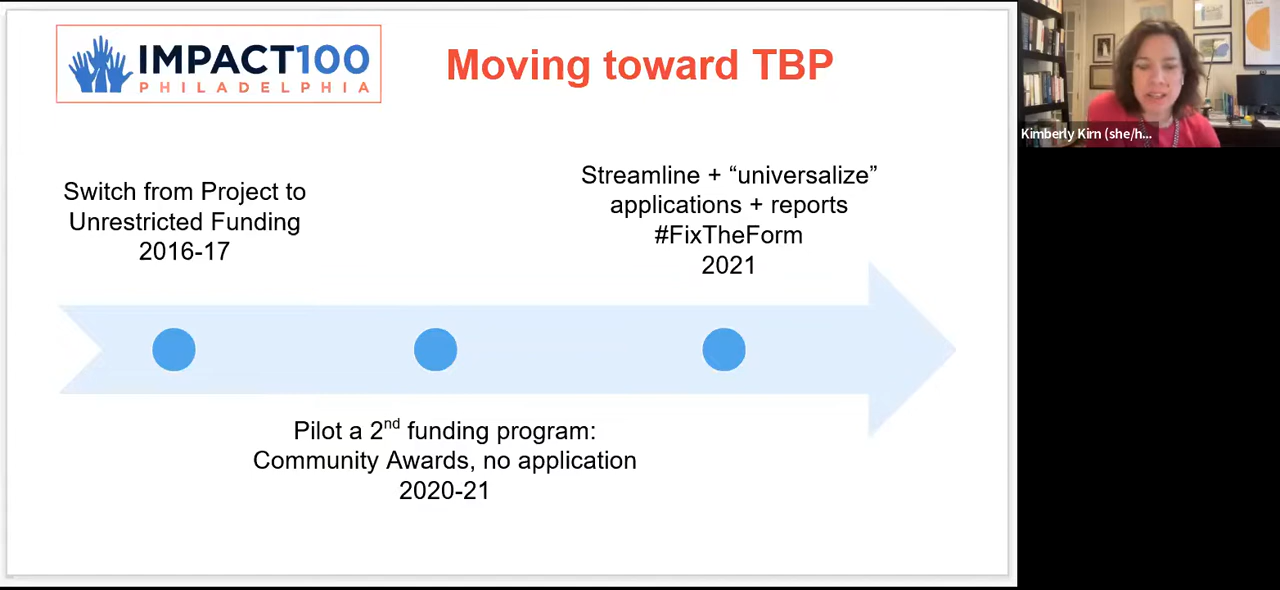 IMPACT100
PHILADELPHIA
Moving toward TBP
Switch from Project to
Unrestricted Funding
2016-17
Streamline + “universalize”
applications + reports
#FixTheForm
2021
Pilot a 2nd funding program:
Community Awards, no application
2020-21
Kimberly Kirn (she/h...